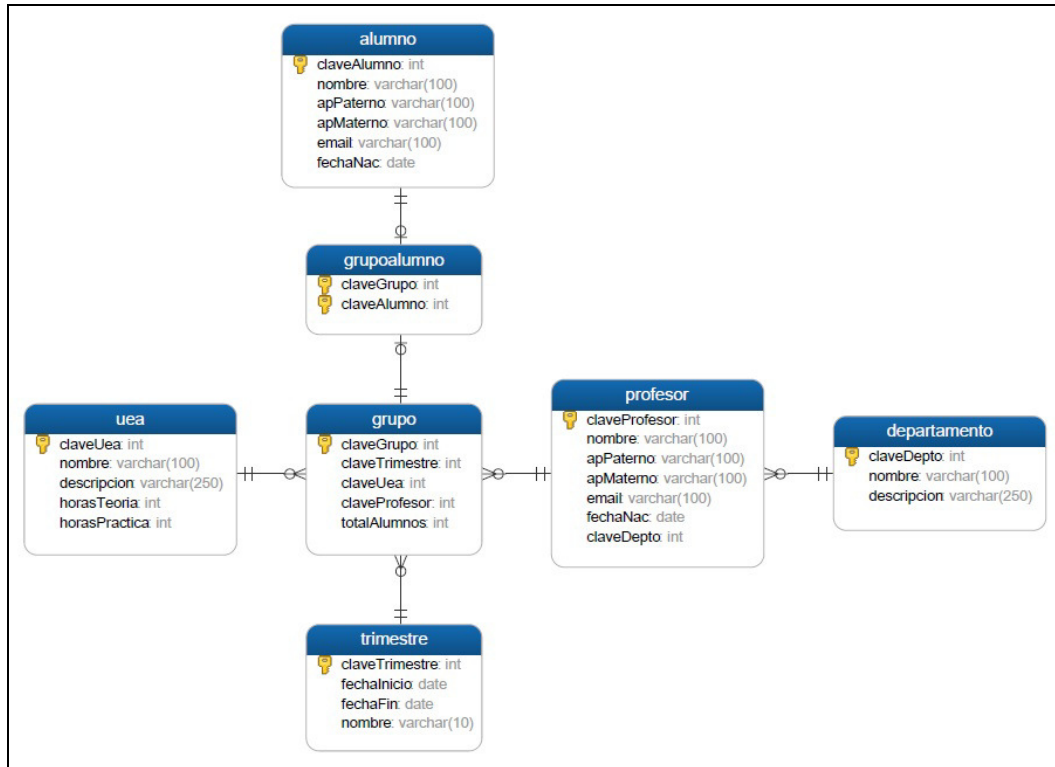 alumno
claveAlumno: int
nombre: varchar(100)
apPaterno: varchar(100)
apMaterno: varchar(100)
email: varchar(100)
fechaNac: date
grupoalumno
claveGrupo: int
claveAlumno: int
uea
claveUea: int
nombre: varchar(100)
descripcion: varchar(250)
horasTeoria: int
horasPractica: int
grupo
claveGrupo: int
claveTrimestre: int
claveUea: int
claveProfesor: int
totalAlumnos: int
profesor
claveProfesor: int
nombre: varchar(100)
apPaterno: varchar(100)
apMaterno: varchar(100)
email: varchar(100)
fechaNac: date
claveDepto: int
departamento
claveDepto: int
nombre: varchar(100)
descripcion: varchar(250)
trimestre
claveTrimestre: int
fechaInicio: date
fechaFin: date
nombre: varchar(10)